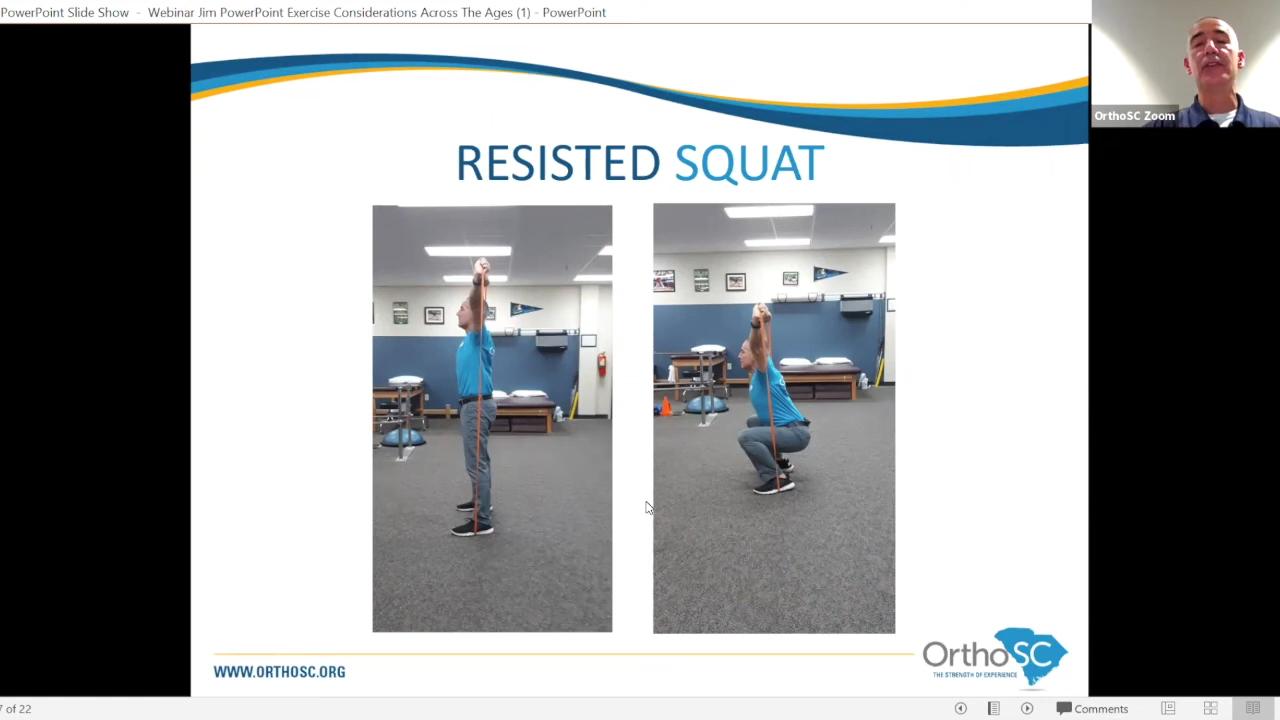 PowerPoint Slide Show - Webinar Jim PowerPoint Exercise Considerations Across The Ages (1) - PowerPoint
OrthoSC Zoom
RESISTED SQUAT
WWW.ORTHOSC.ORG
OrthoSC
THE STRENGTH OF EXPERIENCE
7 of 22
Comments